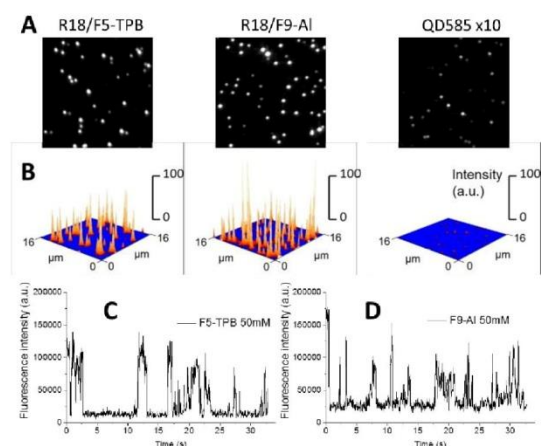 A R18/F5-TPB R18/F9-Al QD585 x10
B 100 0 16 µm 0 0 16 µm
100 0 16 µm 0 0 16 µm
Intensity (a.u.) 100 0 16 µm 0 0 16 µm
C F5-TPB 50mM
Fluorescence intensity (a.u.)
200000
150000
100000
50000
0
0 5 10 15 20 25 30
Time (s)
D F9-Al 50mM
Fluorescence intensity (a.u.)
200000
150000
100000
50000
0
0 5 10 15 20 25 30
Time (s)